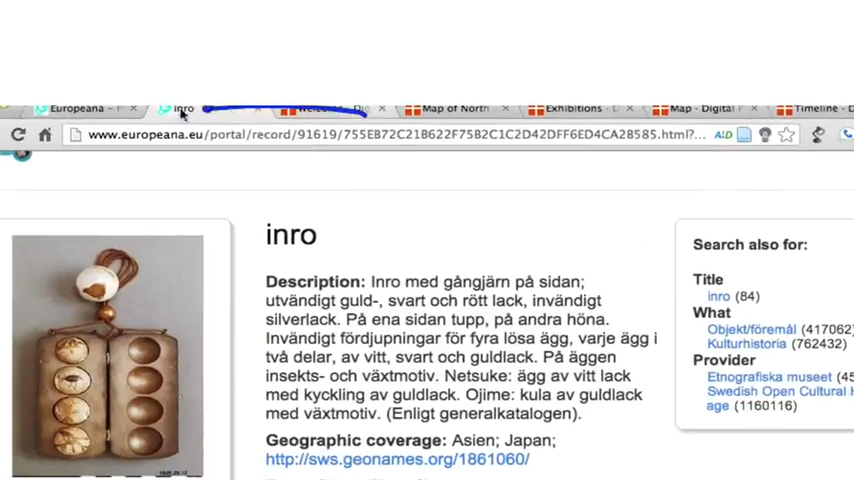 Europeana –
inro
Map of North
Exhibitions - D
Map - Digital
Timeline - D
www.europeana.eu/portal/record/91619/755EB72C21B622F75B2C1C2D42DFF6ED4CA2B585.html?...
inro
Description: Inro med gångjärn på sidan;
utvändigt guld-, svart och rött lack, invändigt
silverlack. På ena sidan tupp, på andra höna.
Invändigt fördjupningar för fyra lösa ägg, varje ägg i
två delar, av vitt, svart och guldlack. På äggen
insekts- och växtmotiv. Netsuke: ägg av vitt lack
med kyckling av guldlack. Ojime: kula av guldlack
med växtmotiv. (Enligt generalkatalogen).
Geographic coverage: Asien; Japan;
http://sws.geonames.org/1861060/
Search also for:
Title
inro (84)
What
Objekt/föremål (417062)
Kulturhistoria (762432)
Provider
Etnografiska museet (45
Swedish Open Cultural H
age (1160116)